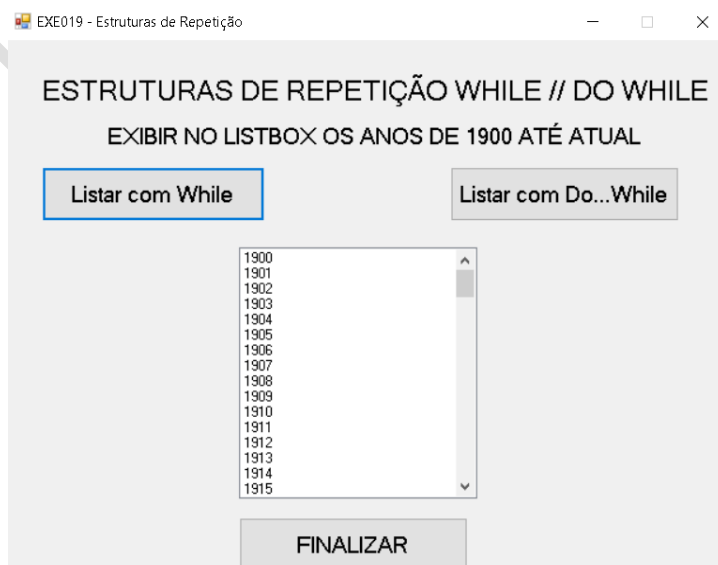 EXE019 - Estruturas de Repetição
ESTRUTURAS DE REPETIÇÃO WHILE // DO WHILE
EXIBIR NO LISTBOX OS ANOS DE 1900 ATÉ ATUAL
Listar com While
Listar com Do...While
1900
1901
1902
1903
1904
1905
1906
1907
1908
1909
1910
1911
1912
1913
1914
1915
FINALIZAR